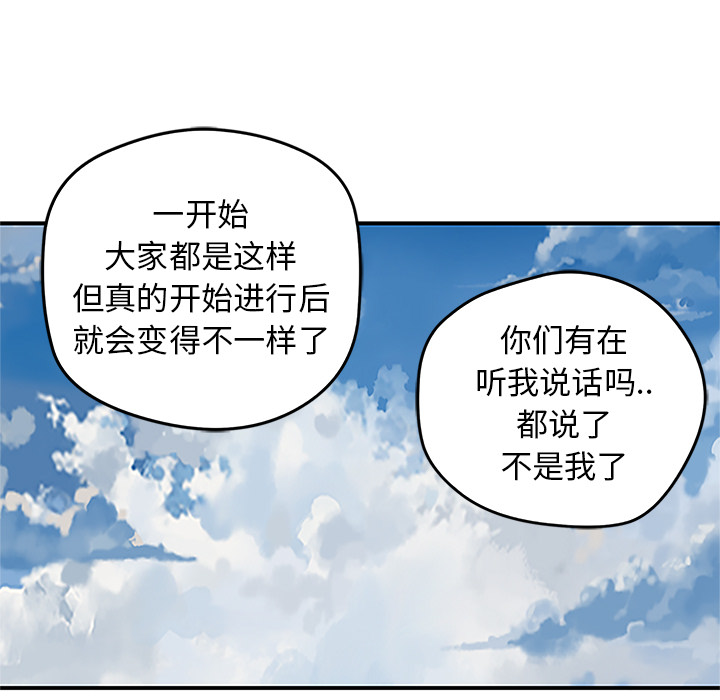 一开始
大家都是这样
但真的开始进行后
就会变得不一样了
你们有在
听我说话吗..
都说了
不是我了